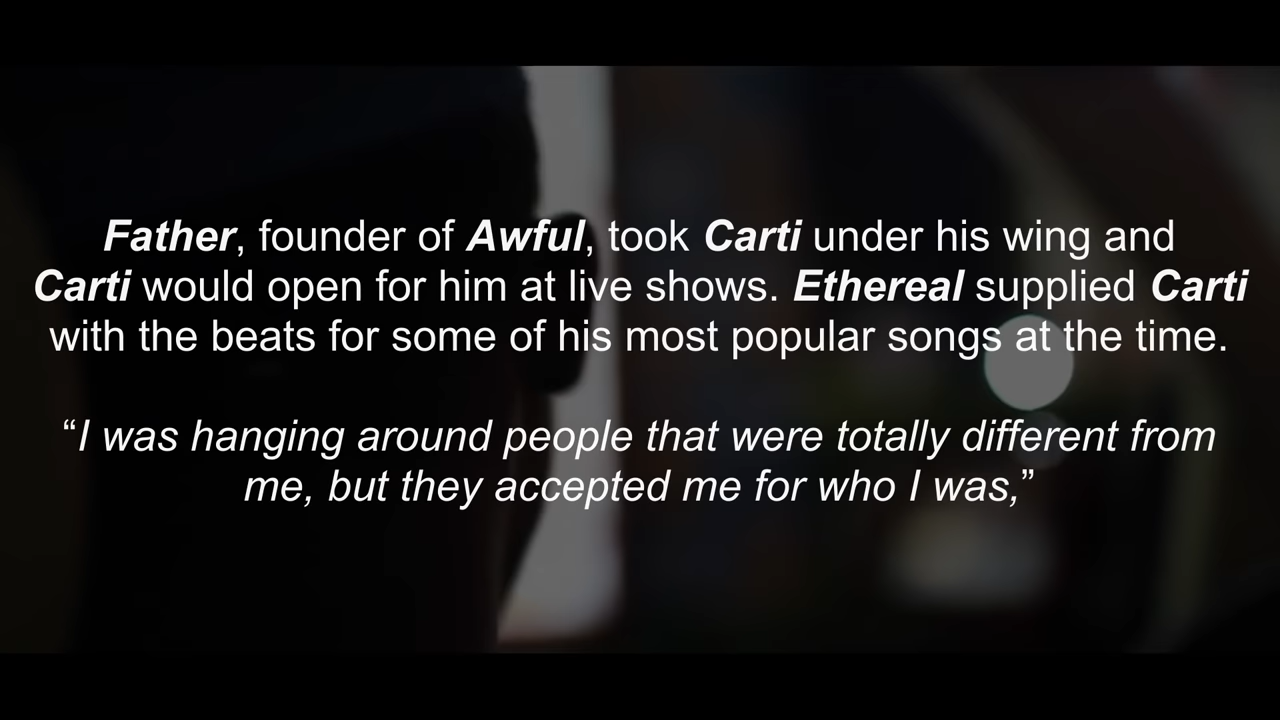 Father, founder of Awful, took Carti under his wing and
Carti would open for him at live shows. Ethereal supplied Carti
with the beats for some of his most popular songs at the time.
“I was hanging around people that were totally different from
me, but they accepted me for who I was,”